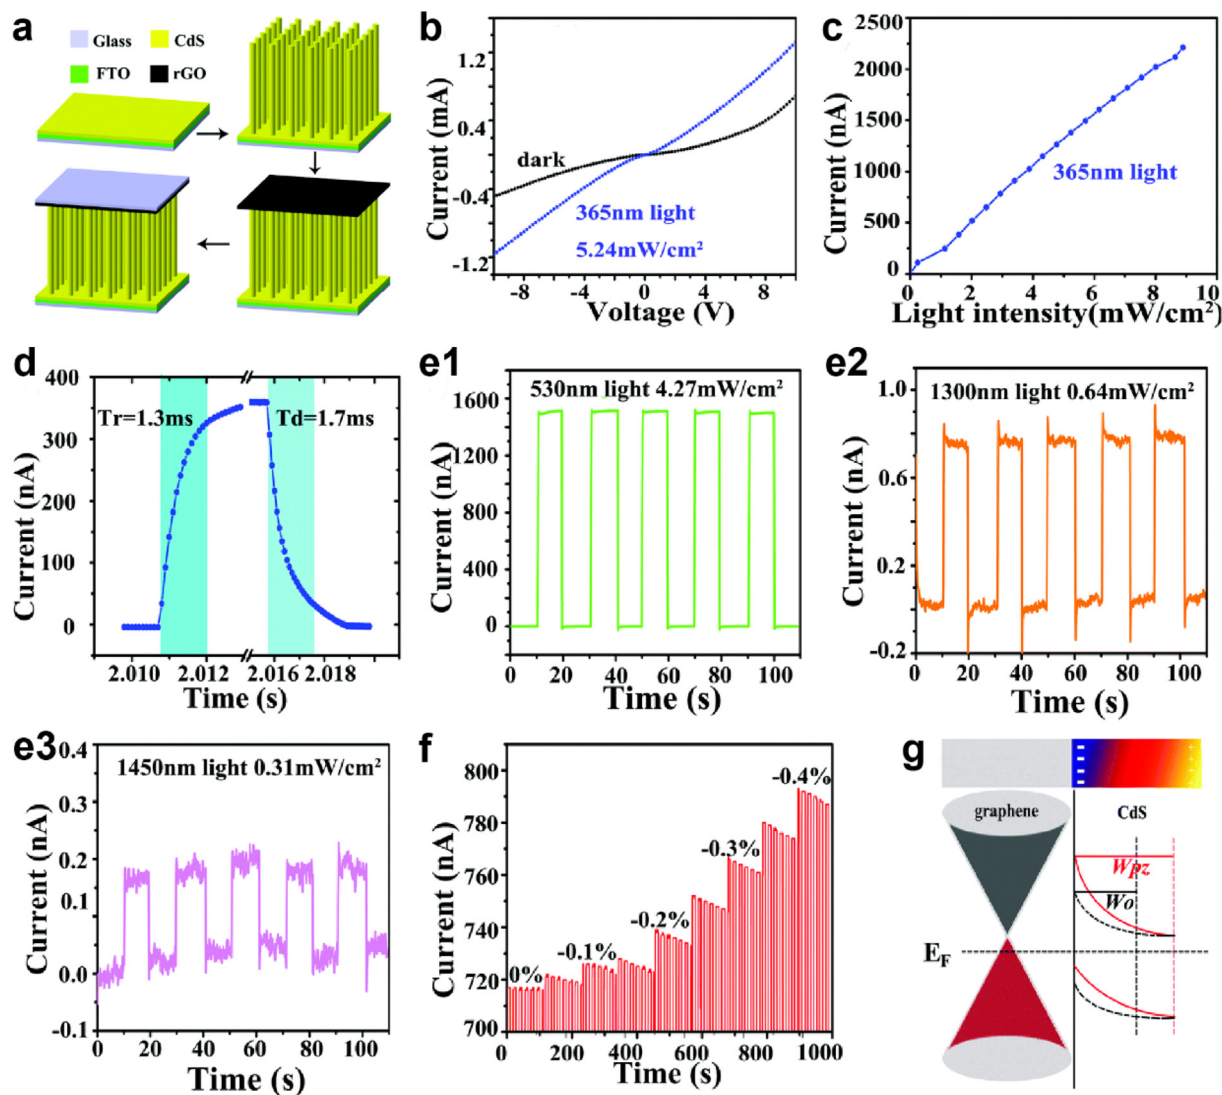 a
Glass
CdS
FTO
rGO
b
Current (mA)
1.2
0.4
-0.4
-1.2
dark
365nm light
5.24mW/cm²
-8
-4
0
4
8
Voltage (V)
c
Current (nA)
2500
2000
1500
1000
500
0
365nm light
0
2
4
6
8
10
Light intensity(mW/cm²)
d
Current (nA)
400
300
200
100
0
Tr=1.3ms
Td=1.7ms
2.010
2.012
2.016
2.018
Time (s)
e1
530nm light 4.27mW/cm²
Current (nA)
1600
1200
800
400
0
0
20
40
60
80
100
Time (s)
e2
1300nm light 0.64mW/cm²
Current (nA)
1.0
0.6
0.2
-0.2
0
20
40
60
80
100
Time (s)
e3
1450nm light 0.31mW/cm²
Current (nA)
0.4
0.3
0.2
0.1
0.0
-0.1
0
20
40
60
80
100
Time (s)
f
Current (nA)
800
780
760
740
720
700
0%
-0.1%
-0.2%
-0.3%
-0.4%
0
200
400
600
800
1000
Time (s)
g
graphene
CdS
Wpz
Wo
E_F